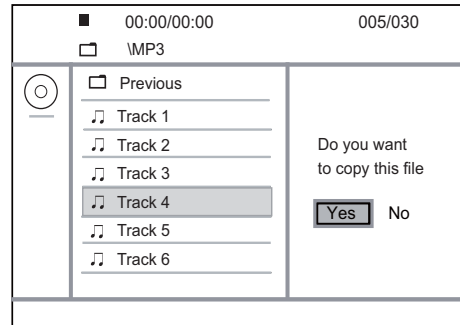 00:00/00:00 005/030
\MP3
Previous
Track 1
Track 2
Track 3
Track 4
Track 5
Track 6
Do you want
to copy this file
Yes No